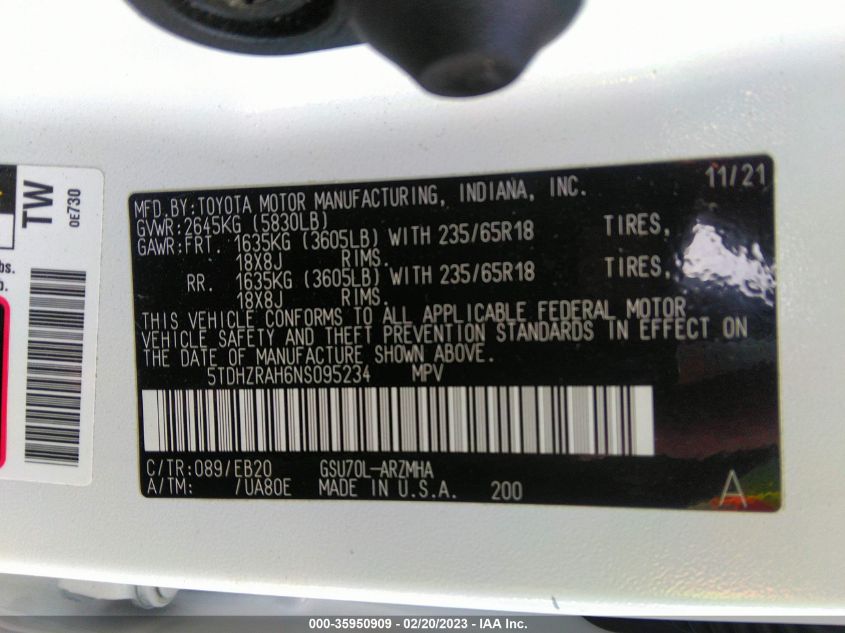 MFD.BY:TOYOTA MOTOR MANUFACTURING, INDIANA, INC. 11/21
GVWR:2645KG (5830LB)
GAWR:FRT. 1635KG (3605LB) WITH 235/65R18 TIRES,
18X8J RIMS.
RR. 1635KG (3605LB) WITH 235/65R18 TIRES,
18X8J RIMS.
THIS VEHICLE CONFORMS TO ALL APPLICABLE FEDERAL MOTOR
VEHICLE SAFETY AND THEFT PREVENTION STANDARDS IN EFFECT ON
THE DATE OF MANUFACTURE SHOWN ABOVE.
5TDHZRAH6NS095234 MPV
C/TR:089/EB20 GSU70L-ARZMHA
A/TM: /UA80E MADE IN U.S.A. 200 A
TW
0E730
bs.
b.
000-35950909 - 02/20/2023 - IAA Inc.